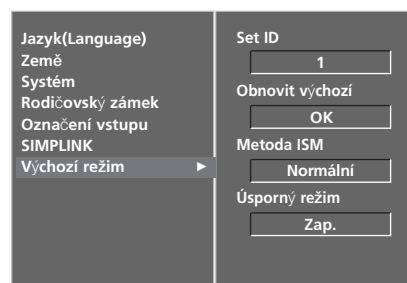 Jazyk(Language)
Země
Systém
Rodičovský zámek
Označení vstupu
SIMPLINK
Výchozí režim ►
Set ID
1
Obnovit výchozí
OK
Metoda ISM
Normální
Úsporný režim
Zap.